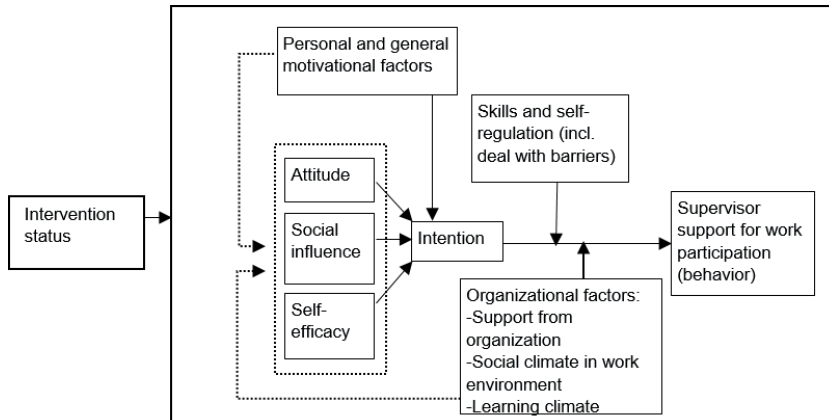 Personal and general
motivational factors
Skills and self-
regulation (incl.
deal with barriers)
Attitude
Intervention
status
Social
influence
Intention
Supervisor
support for work
participation
(behavior)
Self-
efficacy
Organizational factors:
-Support from
organization
-Social climate in work
environment
-Learning climate